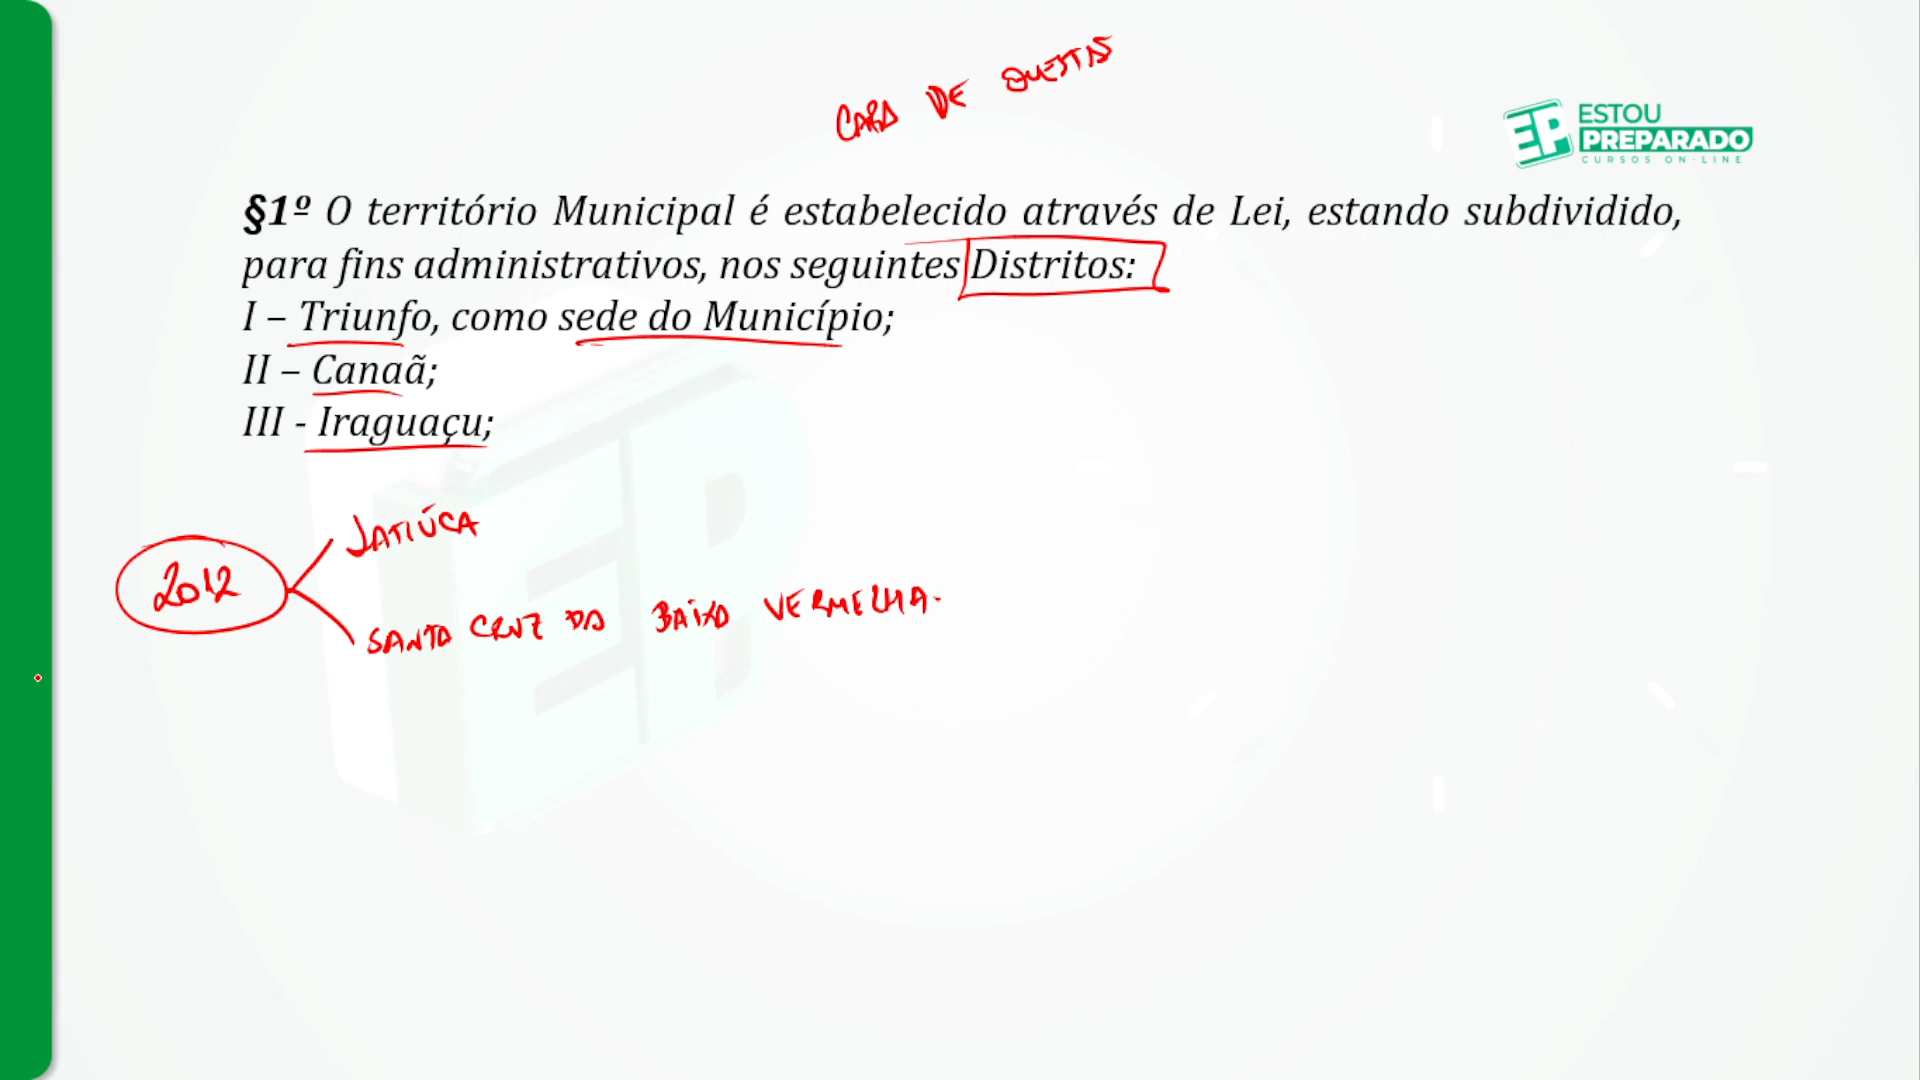 CARA DE QUESTÃO
ESTOU
PREPARADO
CURSOS ON-LINE
§1º O território Municipal é estabelecido através de Lei, estando subdividido,
para fins administrativos, nos seguintes Distritos:
I – Triunfo, como sede do Município;
II – Canaã;
III - Iraguaçu;
JATIÚCA
2012
SANTA CRUZ DA BAIXA VERMELHA.
EP